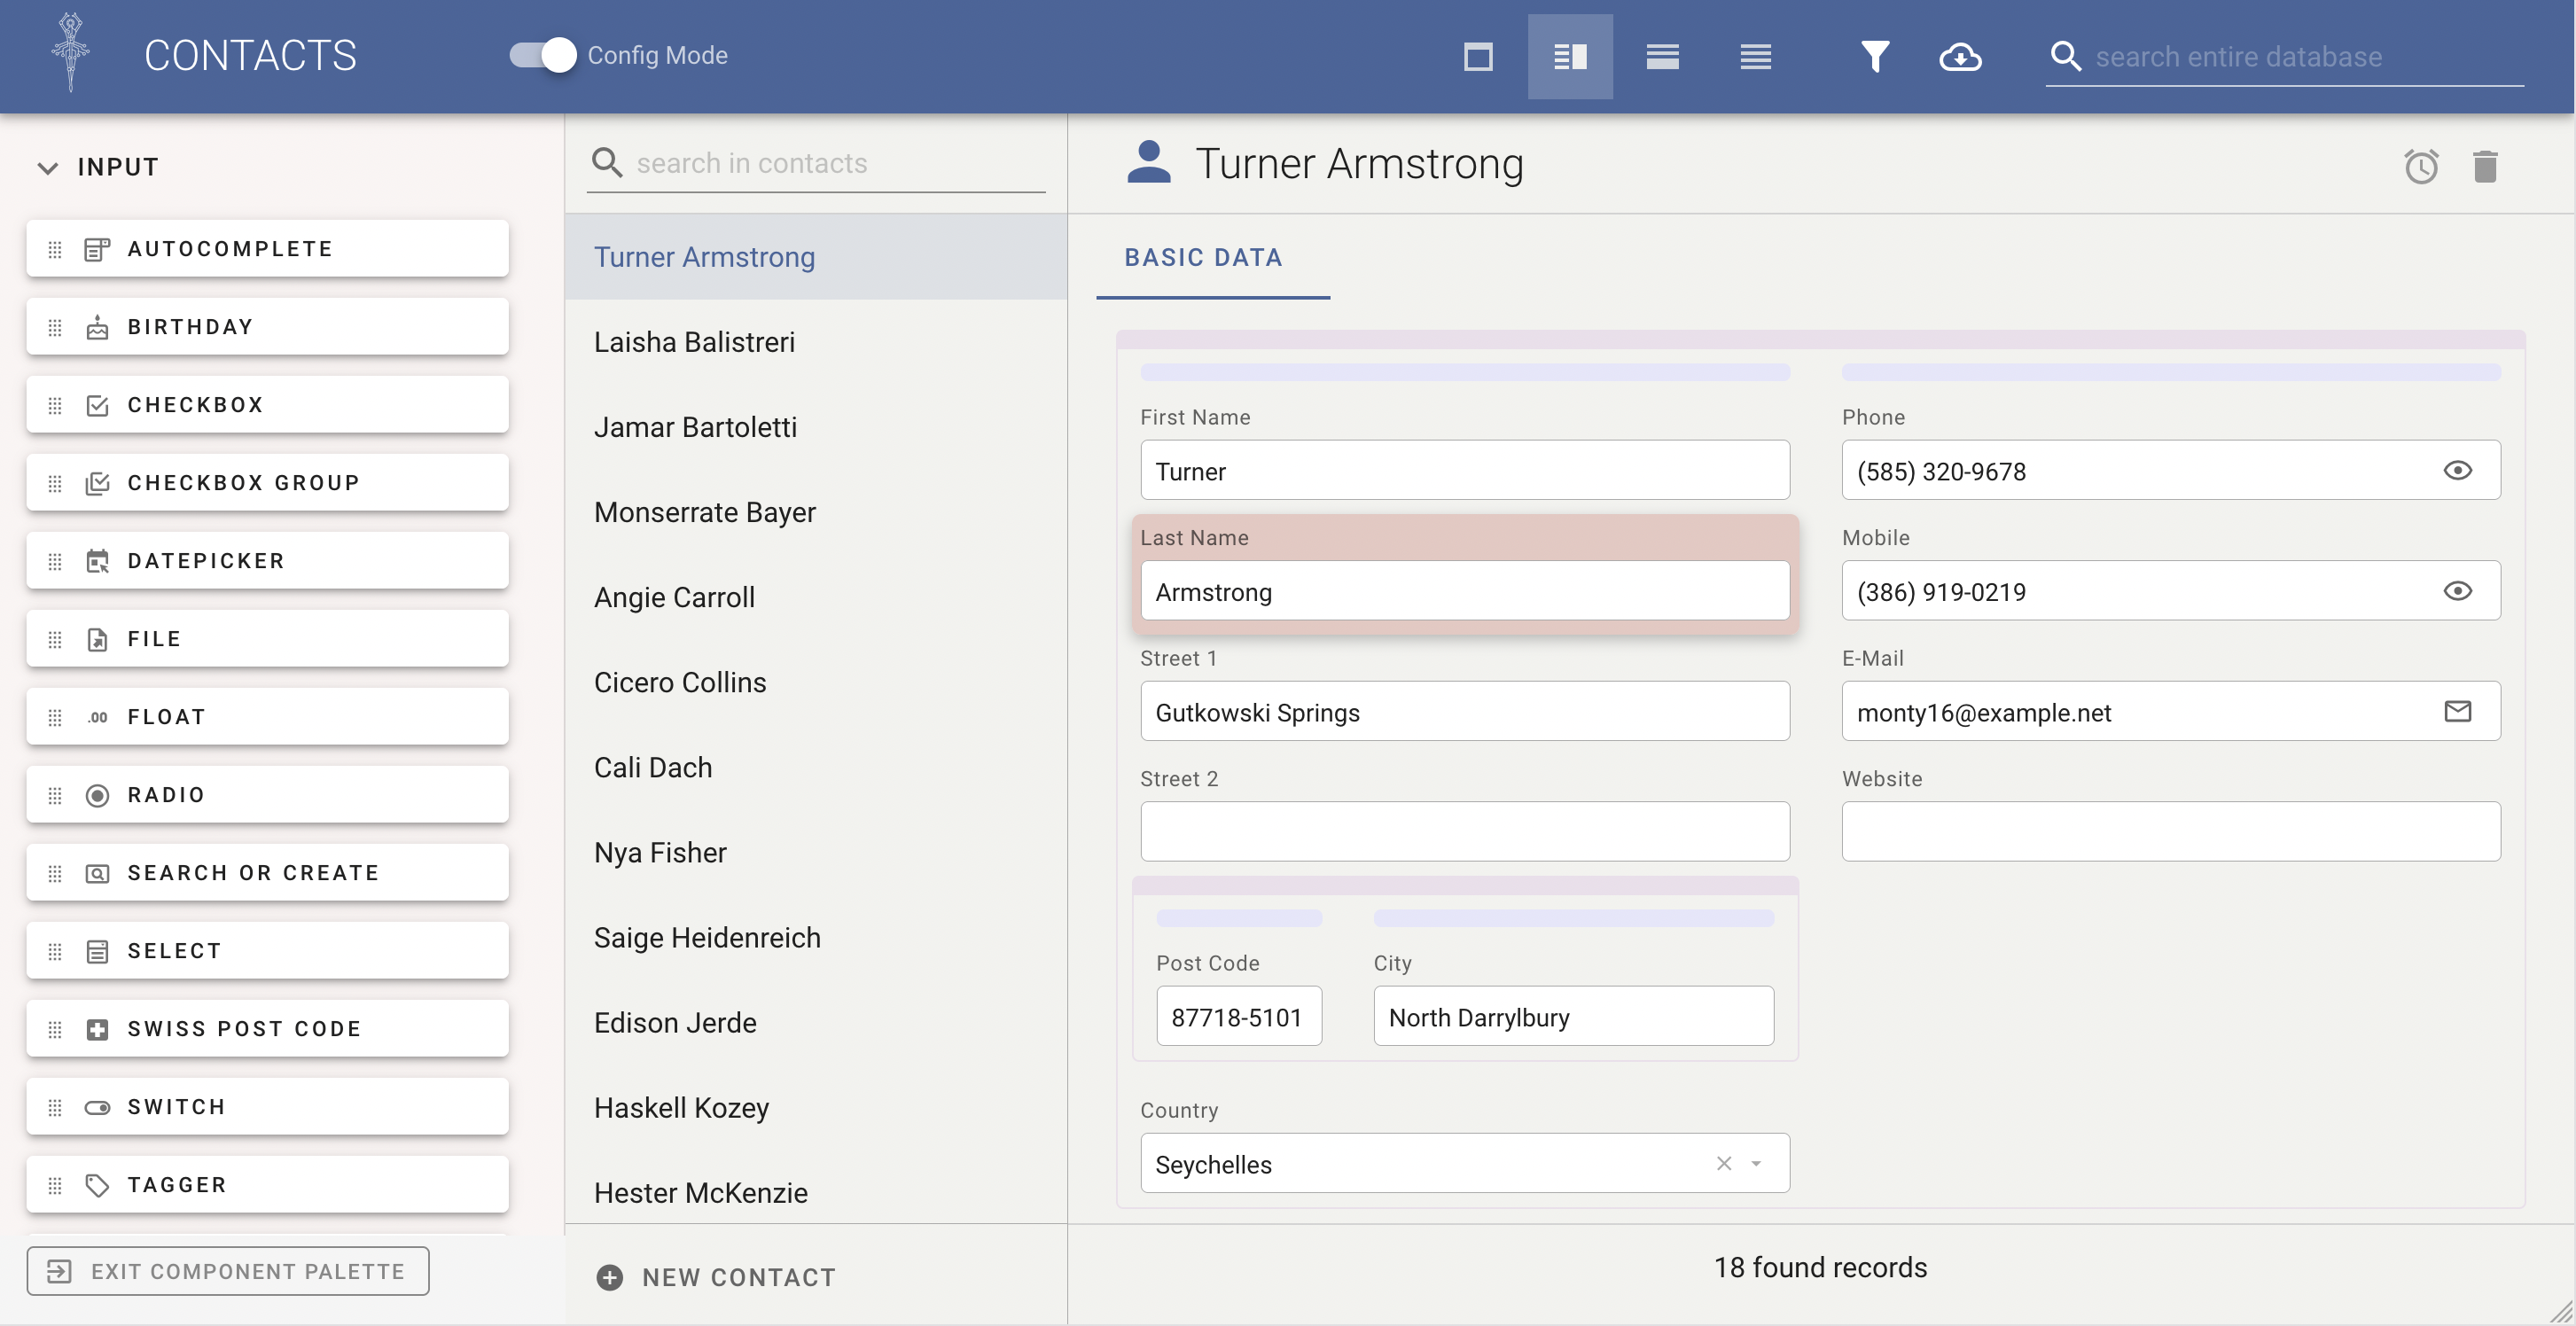 CONTACTS
Config Mode
search entire database
INPUT
AUTOCOMPLETE
BIRTHDAY
CHECKBOX
CHECKBOX GROUP
DATEPICKER
FILE
.00 FLOAT
RADIO
SEARCH OR CREATE
SELECT
SWISS POST CODE
SWITCH
TAGGER
EXIT COMPONENT PALETTE
search in contacts
Turner Armstrong
Laisha Balistreri
Jamar Bartoletti
Monserrate Bayer
Angie Carroll
Cicero Collins
Cali Dach
Nya Fisher
Saige Heidenreich
Edison Jerde
Haskell Kozey
Hester McKenzie
NEW CONTACT
Turner Armstrong
BASIC DATA
First Name
Turner
Last Name
Armstrong
Street 1
Gutkowski Springs
Street 2
Post Code
87718-5101
City
North Darrylbury
Country
Seychelles
Phone
(585) 320-9678
Mobile
(386) 919-0219
E-Mail
monty16@example.net
Website
18 found records